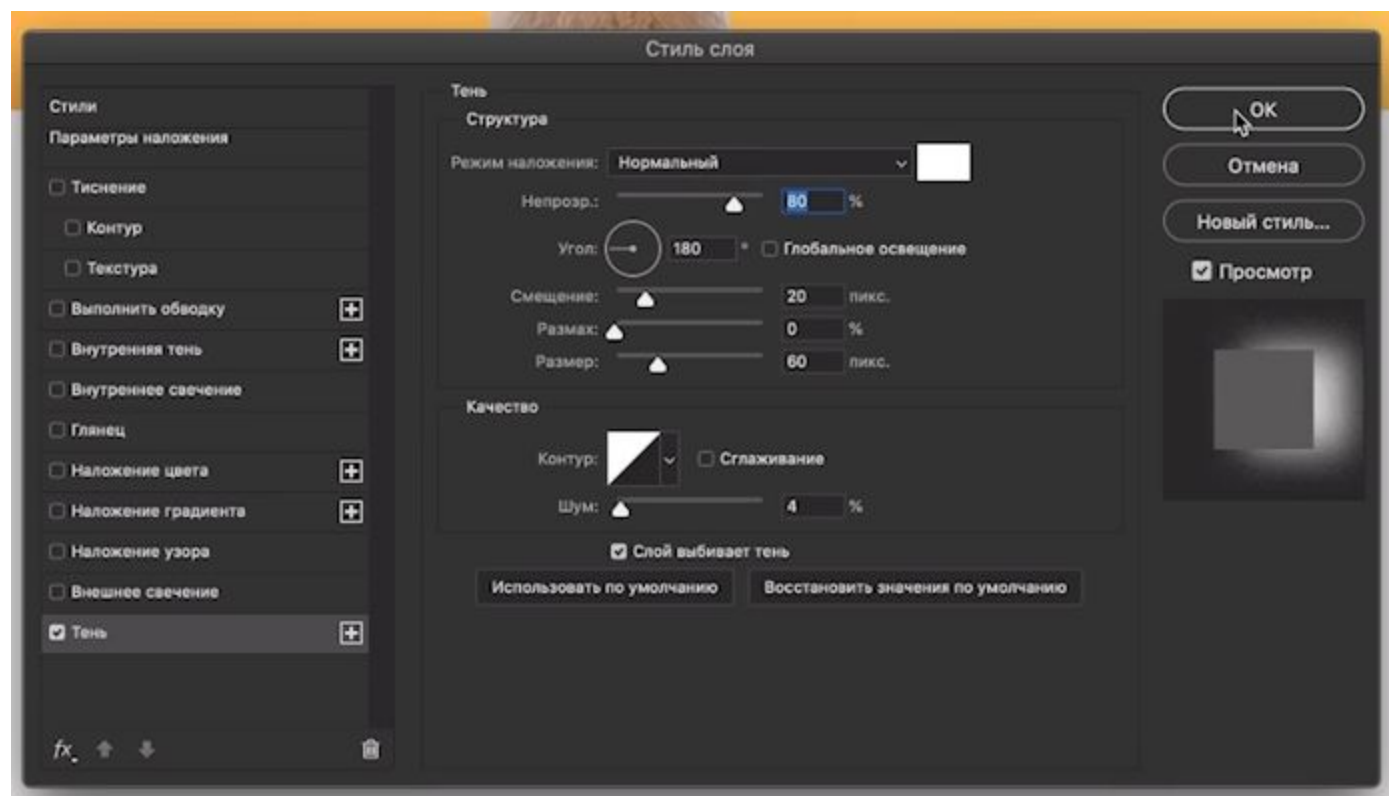 Стиль слоя
Стили
Параметры наложения
Тиснение
Контур
Текстура
Выполнить обводку
Внутренняя тень
Внутреннее свечение
Глянец
Наложение цвета
Наложение градиента
Наложение узора
Внешнее свечение
Тень
fx
Тень
Структура
Режим наложения: Нормальный
Непрозр.: 80 %
Угол: 180 ° Глобальное освещение
Смещение: 20 пикс.
Размах: 0 %
Размер: 60 пикс.
Качество
Контур: Сглаживание
Шум: 4 %
Слой выбивает тень
Использовать по умолчанию Восстановить значения по умолчанию
OK
Отмена
Новый стиль...
Просмотр